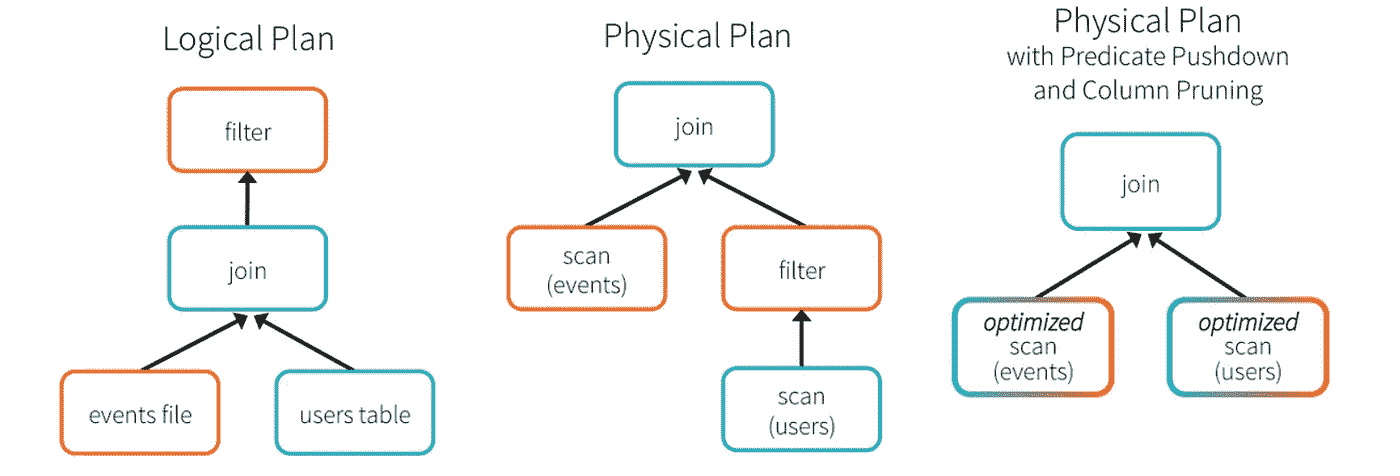 Logical Plan
filter
join
events file
users table
Physical Plan
join
scan
(events)
filter
scan
(users)
Physical Plan
with Predicate Pushdown
and Column Pruning
join
optimized
scan
(events)
optimized
scan
(users)